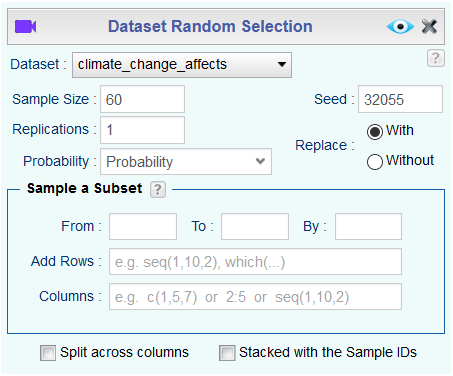 Dataset Random Selection
Dataset : climate_change_affects ?
Sample Size : 60 Seed : 32055
Replications : 1 With
Replace :
Probability : Probability Without
Sample a Subset ?
From : To : By :
Add Rows : e.g. seq(1,10,2), which(...)
Columns : e.g. c(1,5,7) or 2:5 or seq(1,10,2)
Split across columns Stacked with the Sample IDs